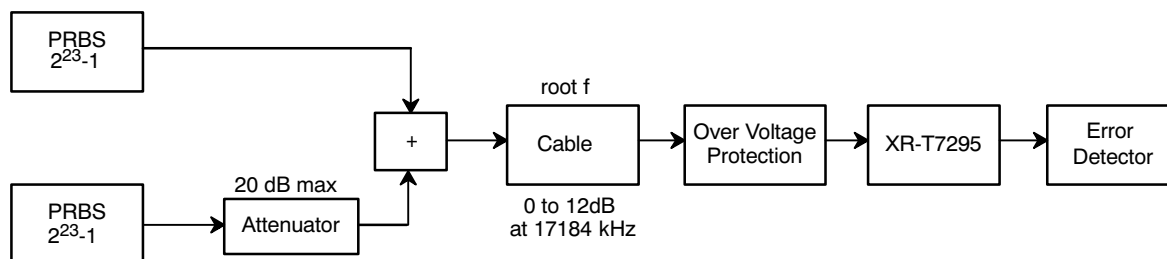 PRBS
2²³-1
root f
+
Cable
Over Voltage
Protection
XR-T7295
Error
Detector
20 dB max
PRBS
2²³-1
Attenuator
0 to 12dB
at 17184 kHz